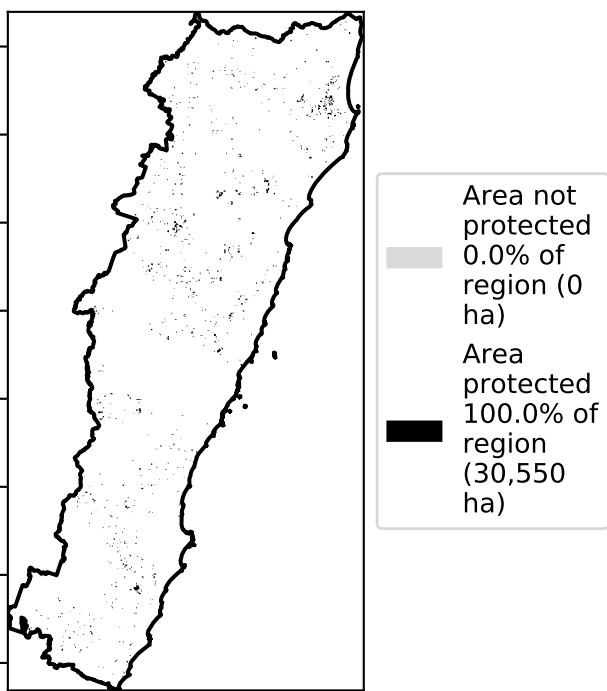 Area not
protected
0.0% of
region (0
ha)
Area
protected
100.0% of
region
(30,550
ha)